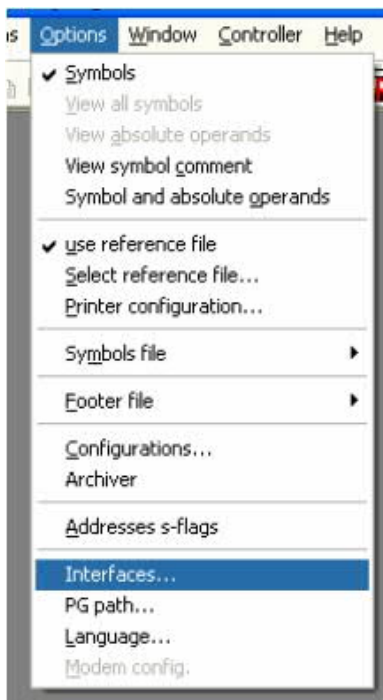 Options Window Controller Help
Symbols
View all symbols
View absolute operands
View symbol comment
Symbol and absolute operands
use reference file
Select reference file...
Printer configuration...
Symbols file
Footer file
Configurations...
Archiver
Addresses s-flags
Interfaces...
PG path...
Language...
Modem config.